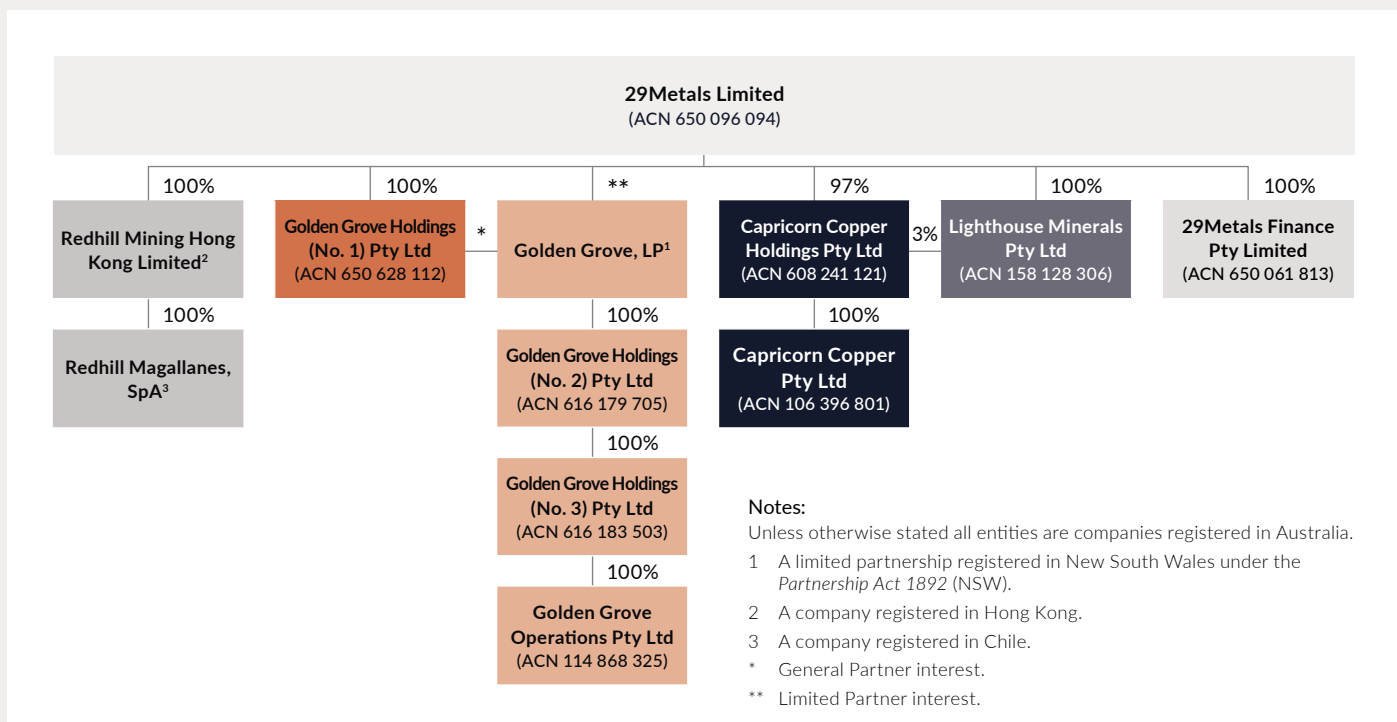 29Metals Limited
(ACN 650 096 094)
100%
100%
**
97%
100%
100%
Redhill Mining Hong
Kong Limited²
Golden Grove Holdings
(No. 1) Pty Ltd
(ACN 650 628 112)
*
Golden Grove, LP¹
Capricorn Copper
Holdings Pty Ltd
(ACN 608 241 121)
3%
Lighthouse Minerals
Pty Ltd
(ACN 158 128 306)
29Metals Finance
Pty Limited
(ACN 650 061 813)
100%
100%
100%
Redhill Magallanes,
SpA³
Golden Grove Holdings
(No. 2) Pty Ltd
(ACN 616 179 705)
Capricorn Copper
Pty Ltd
(ACN 106 396 801)
100%
Golden Grove Holdings
(No. 3) Pty Ltd
(ACN 616 183 503)
100%
Golden Grove
Operations Pty Ltd
(ACN 114 868 325)
Notes:
Unless otherwise stated all entities are companies registered in Australia.
1 A limited partnership registered in New South Wales under the
Partnership Act 1892 (NSW).
2 A company registered in Hong Kong.
3 A company registered in Chile.
* General Partner interest.
** Limited Partner interest.